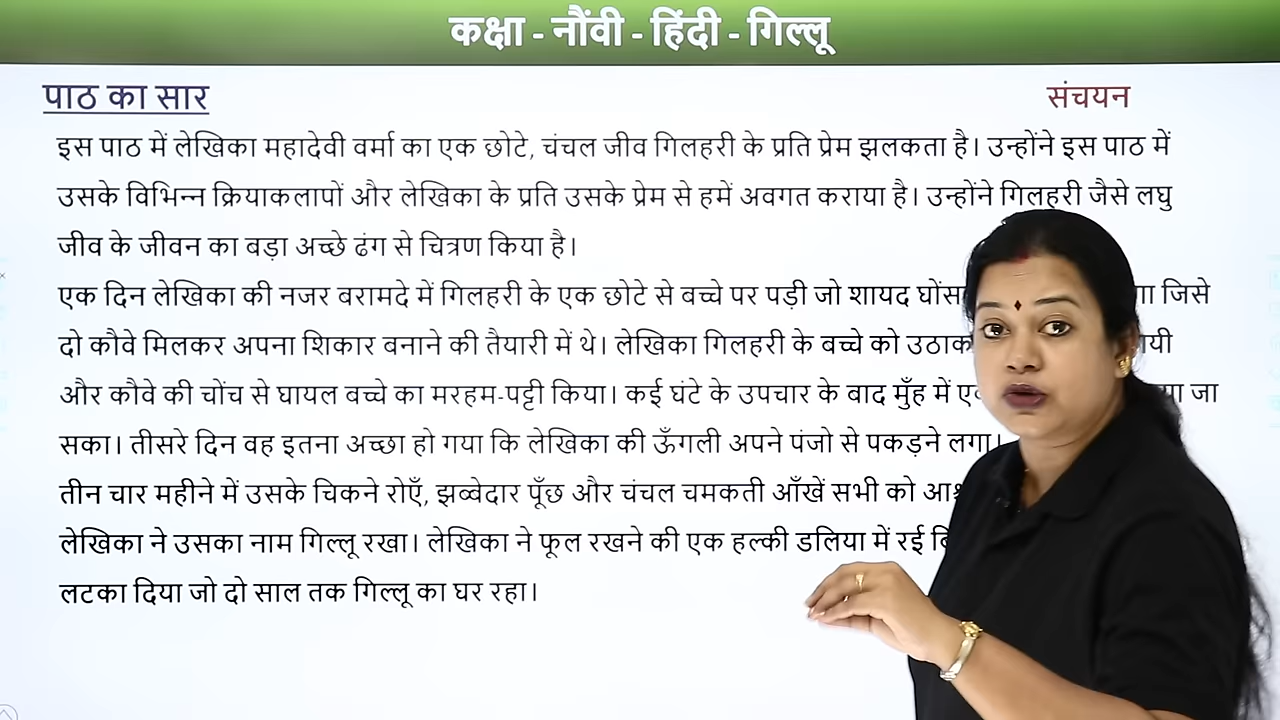 कक्षा - नौंवी - हिंदी - गिल्लू
पाठ का सार
संचयन
इस पाठ में लेखिका महादेवी वर्मा का एक छोटे, चंचल जीव गिलहरी के प्रति प्रेम झलकता है। उन्होंने इस पाठ में
उसके विभिन्न क्रियाकलापों और लेखिका के प्रति उसके प्रेम से हमें अवगत कराया है। उन्होंने गिलहरी जैसे लघु
जीव के जीवन का बड़ा अच्छे ढंग से चित्रण किया है।
एक दिन लेखिका की नजर बरामदे में गिलहरी के एक छोटे से बच्चे पर पड़ी जो शायद जिसे
दो कौवे मिलकर अपना शिकार बनाने की तैयारी में थे। लेखिका गिलहरी के बच्चे को
और कौवे की चोंच से घायल बच्चे का मरहम-पट्टी किया। कई घंटे के उपचार के बाद मुँह में जा
सका। तीसरे दिन वह इतना अच्छा हो गया कि लेखिका की ऊँगली अपने पंजो से पकड़ने लगा।
तीन चार महीने में उसके चिकने रोएँ, झब्बेदार पूँछ और चंचल चमकती आँखें सभी को
लेखिका ने उसका नाम गिल्लू रखा। लेखिका ने फूल रखने की एक हल्की डलिया में रुई
लटका दिया जो दो साल तक गिल्लू का घर रहा।